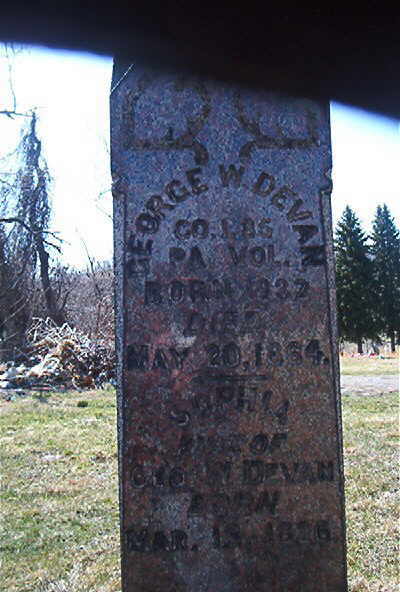 GEORGE W. DEVAN
CO. I. 85
PA. VOL.
BORN 1832
DIED
MAY 20, 1864.
SOPHIA
WIFE OF
GEO. W. DEVAN
BORN
MAR. 13, 1826.